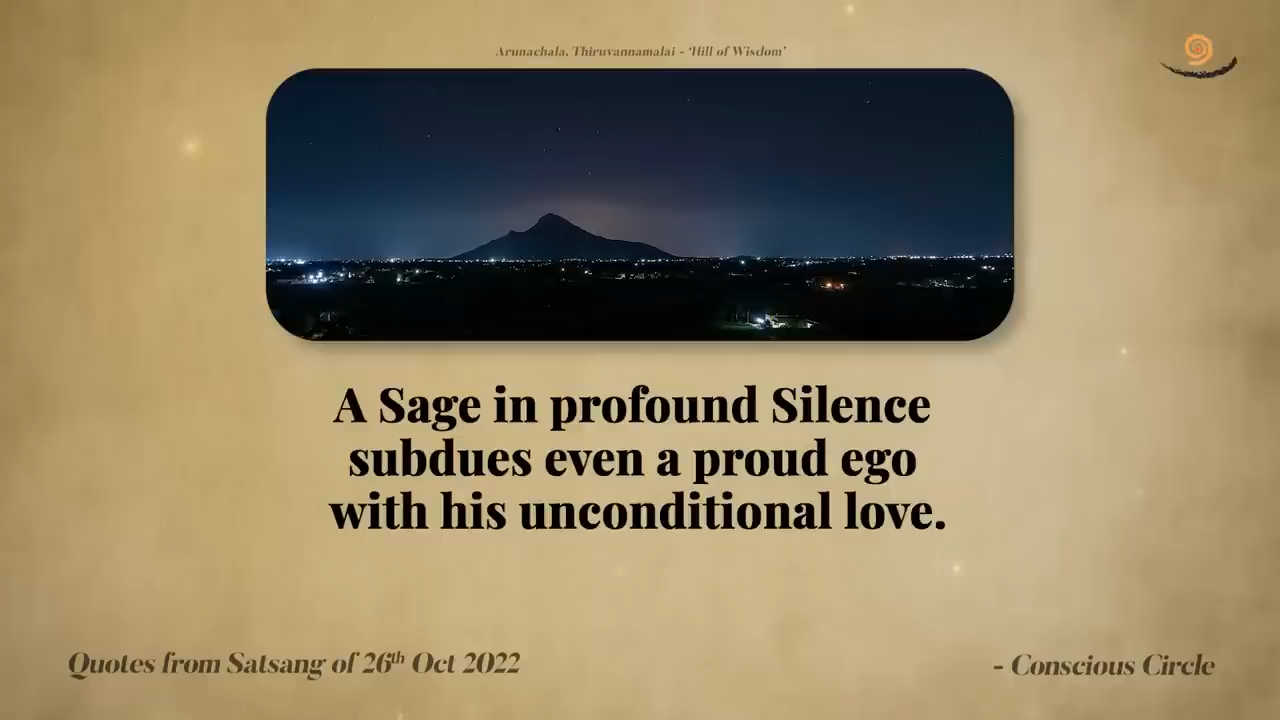 Arunachala, Thiruvannamalai - 'Hill of Wisdom'
A Sage in profound Silence
subdues even a proud ego
with his unconditional love.
Quotes from Satsang of 26th Oct 2022
- Conscious Circle